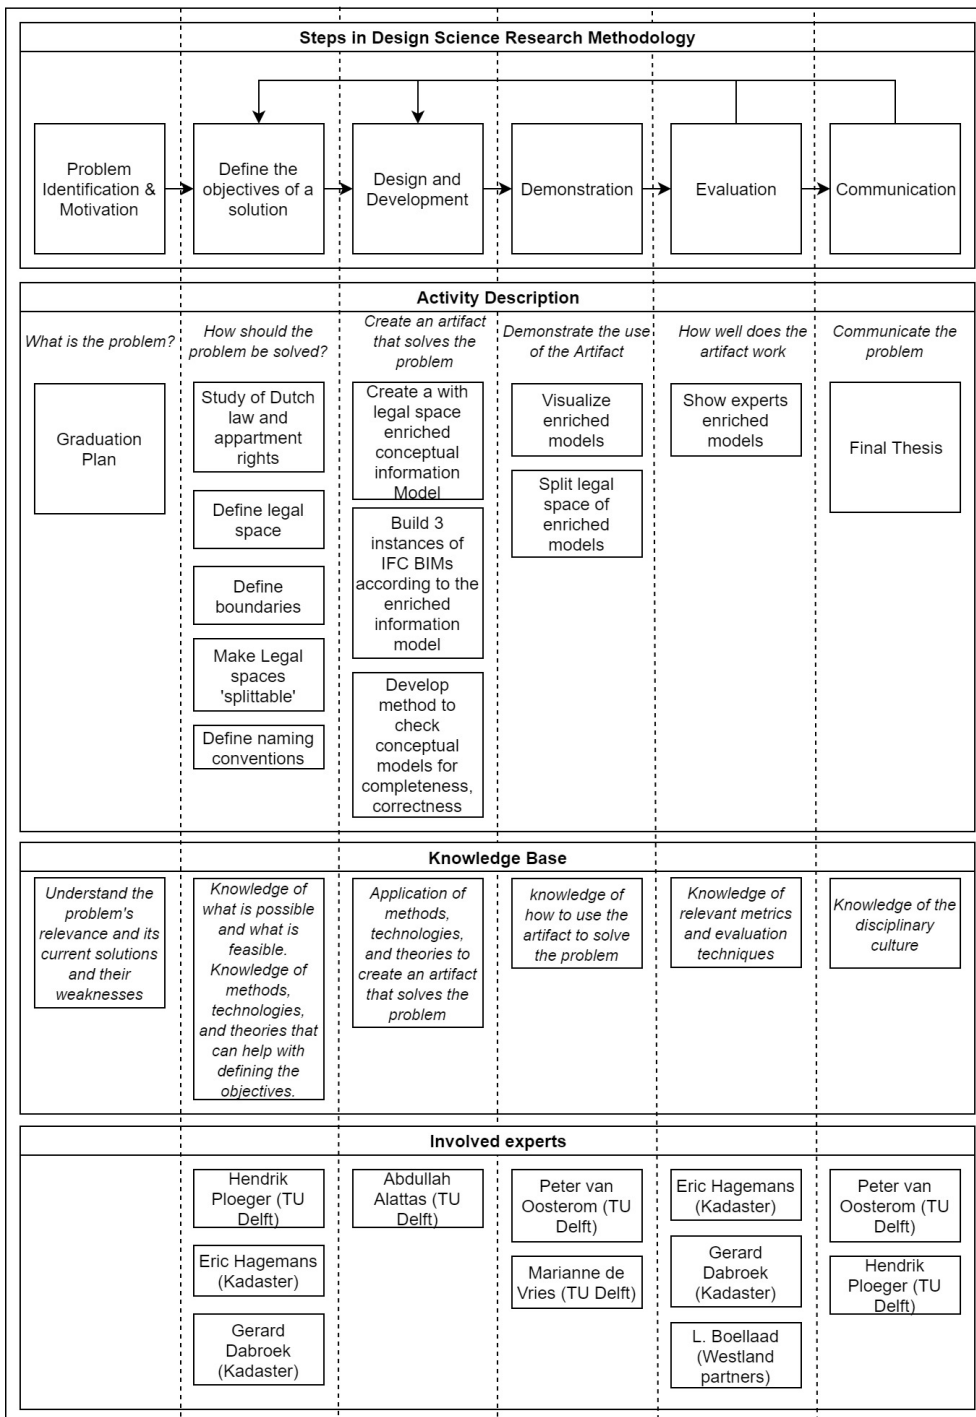 Steps in Design Science Research Methodology
Problem
Identification &
Motivation
Define the
objectives of a
solution
Design and
Development
Demonstration
Evaluation
Communication
Activity Description
What is the problem?
How should the
problem be solved?
Create an artifact
that solves the
problem
Demonstrate the use
of the Artifact
How well does the
artifact work
Communicate the
problem
Graduation
Plan
Study of Dutch
law and
appartment
rights
Define legal
space
Define
boundaries
Make Legal
spaces
'splittable'
Define naming
conventions
Create a with
legal space
enriched
conceptual
information
Model
Build 3
instances of
IFC BIMs
according to the
enriched
information
model
Develop
method to
check
conceptual
models for
completeness,
correctness
Visualize
enriched
models
Split legal
space of
enriched
models
Show experts
enriched
models
Final Thesis
Knowledge Base
Understand the
problem's
relevance and its
current solutions
and their
weaknesses
Knowledge of
what is possible
and what is
feasible.
Knowledge of
methods,
technologies,
and theories that
can help with
defining the
objectives.
Application of
methods,
technologies,
and theories to
create an artifact
that solves the
problem
knowledge of
how to use the
artifact to solve
the problem
Knowledge of
relevant metrics
and evaluation
techniques
Knowledge of the
disciplinary
culture
Involved experts
Hendrik
Ploeger (TU
Delft)
Eric Hagemans
(Kadaster)
Gerard
Dabroek
(Kadaster)
Abdullah
Alattas (TU
Delft)
Peter van
Oosterom (TU
Delft)
Marianne de
Vries (TU Delft)
Eric Hagemans
(Kadaster)
Gerard
Dabroek
(Kadaster)
L. Boellaad
(Westland
partners)
Peter van
Oosterom (TU
Delft)
Hendrik
Ploeger (TU
Delft)